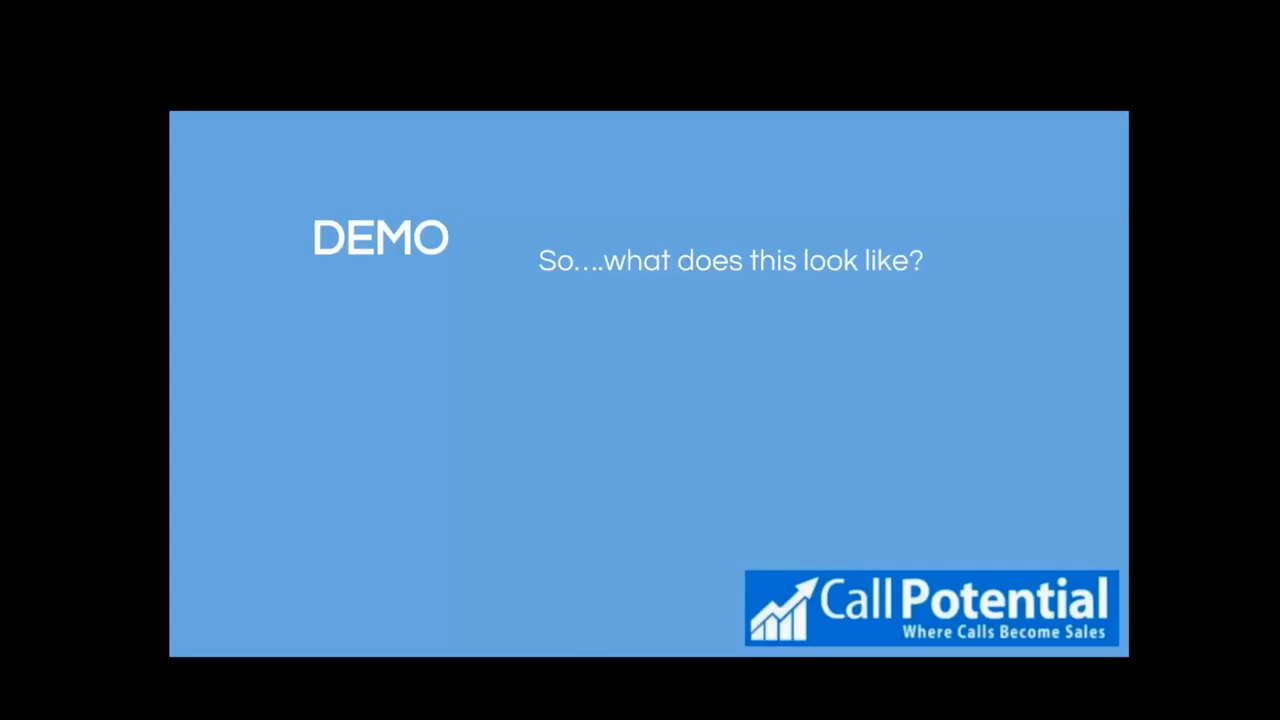 DEMO
So….what does this look like?
Call Potential
Where Calls Become Sales